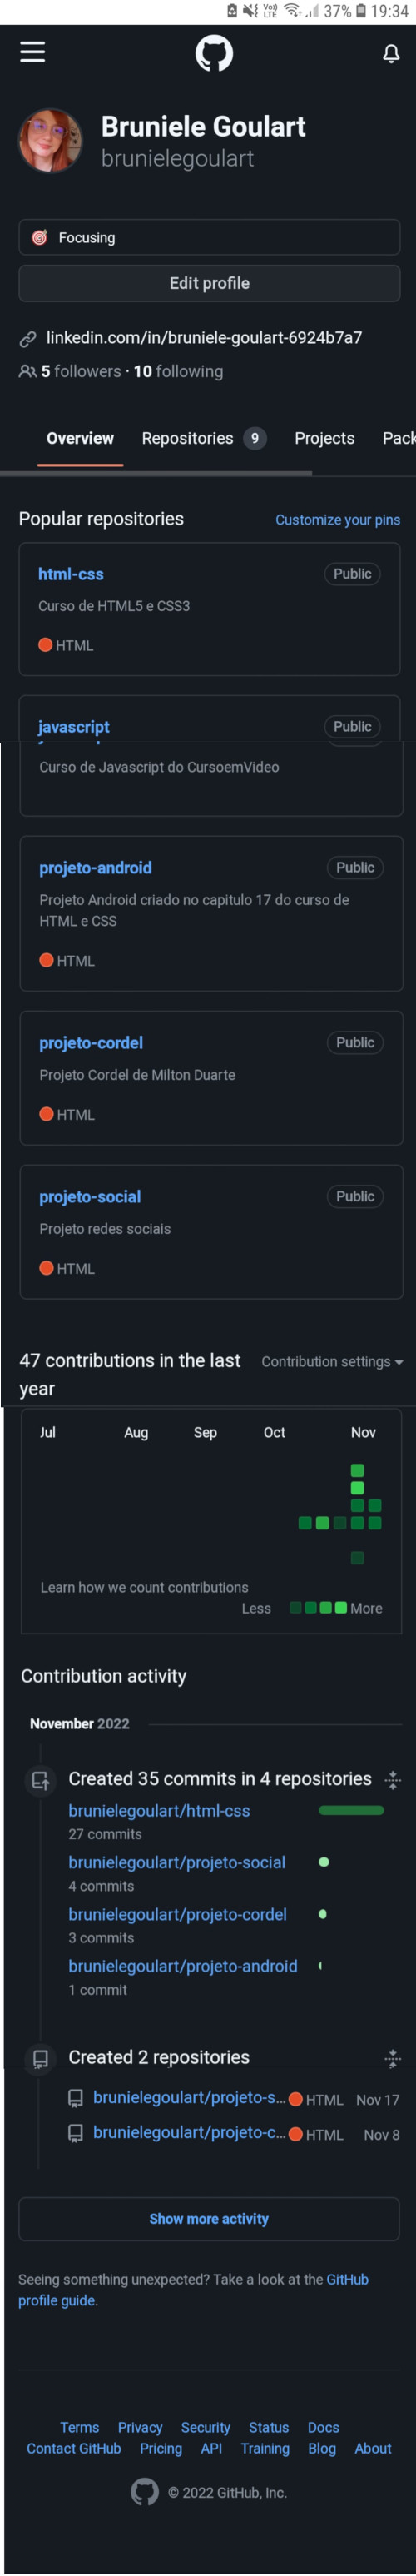 Vo))
LTE
37%
19:34
Bruniele Goulart
brunielegoulart
Focusing
Edit profile
linkedin.com/in/bruniele-goulart-6924b7a7
5 followers · 10 following
Overview Repositories 9 Projects Pack
Popular repositories Customize your pins
html-css Public
Curso de HTML5 e CSS3
HTML
javascript Public
Curso de Javascript do CursoemVideo
projeto-android Public
Projeto Android criado no capitulo 17 do curso de
HTML e CSS
HTML
projeto-cordel Public
Projeto Cordel de Milton Duarte
HTML
projeto-social Public
Projeto redes sociais
HTML
47 contributions in the last Contribution settings
year
Jul Aug Sep Oct Nov
Learn how we count contributions
Less More
Contribution activity
November 2022
Created 35 commits in 4 repositories
brunielegoulart/html-css
27 commits
brunielegoulart/projeto-social
4 commits
brunielegoulart/projeto-cordel
3 commits
brunielegoulart/projeto-android
1 commit
Created 2 repositories
brunielegoulart/projeto-s... HTML Nov 17
brunielegoulart/projeto-c... HTML Nov 8
Show more activity
Seeing something unexpected? Take a look at the GitHub
profile guide.
Terms Privacy Security Status Docs
Contact GitHub Pricing API Training Blog About
© 2022 GitHub, Inc.